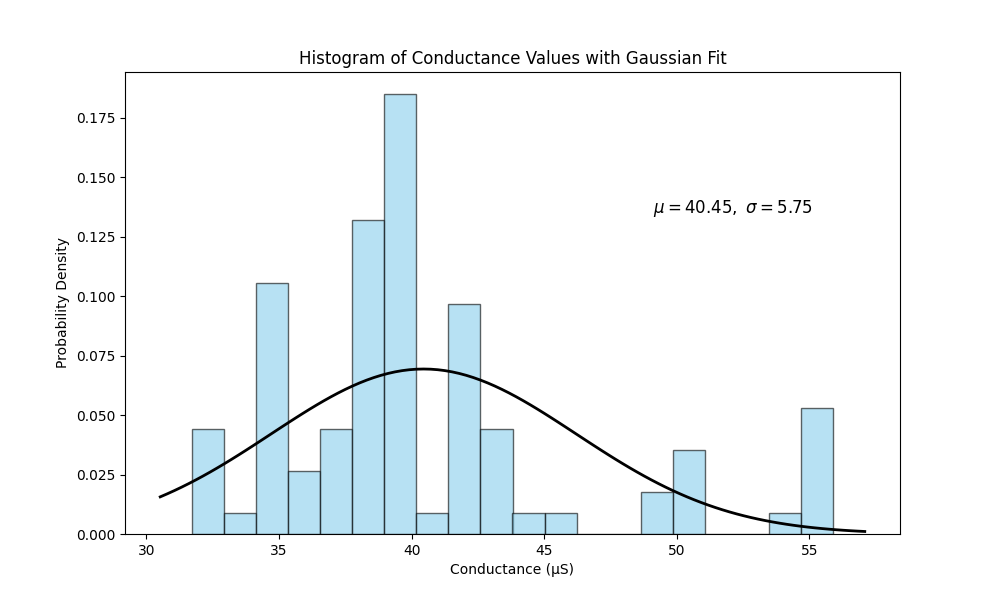 Histogram of Conductance Values with Gaussian Fit
0.175
0.150
0.125
0.100
0.075
0.050
0.025
0.000
Probability Density
μ = 40.45, σ = 5.75
30 35 40 45 50 55
Conductance (μS)